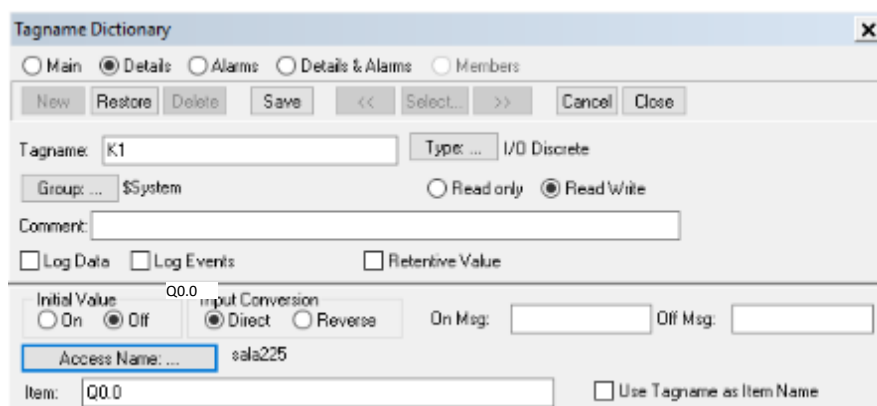 Tagname Dictionary
Main Details Alarms Details & Alarms Members
New Restore Delete Save << Select... >> Cancel Close
Tagname: K1 Type: ... I/O Discrete
Group: ... $System Read only Read Write
Comment:
Log Data Log Events Retentive Value
Q0.0
Initial Value Input Conversion
On Off Direct Reverse On Msg: Off Msg:
Access Name: ... sala225
Item: Q0.0 Use Tagname as Item Name